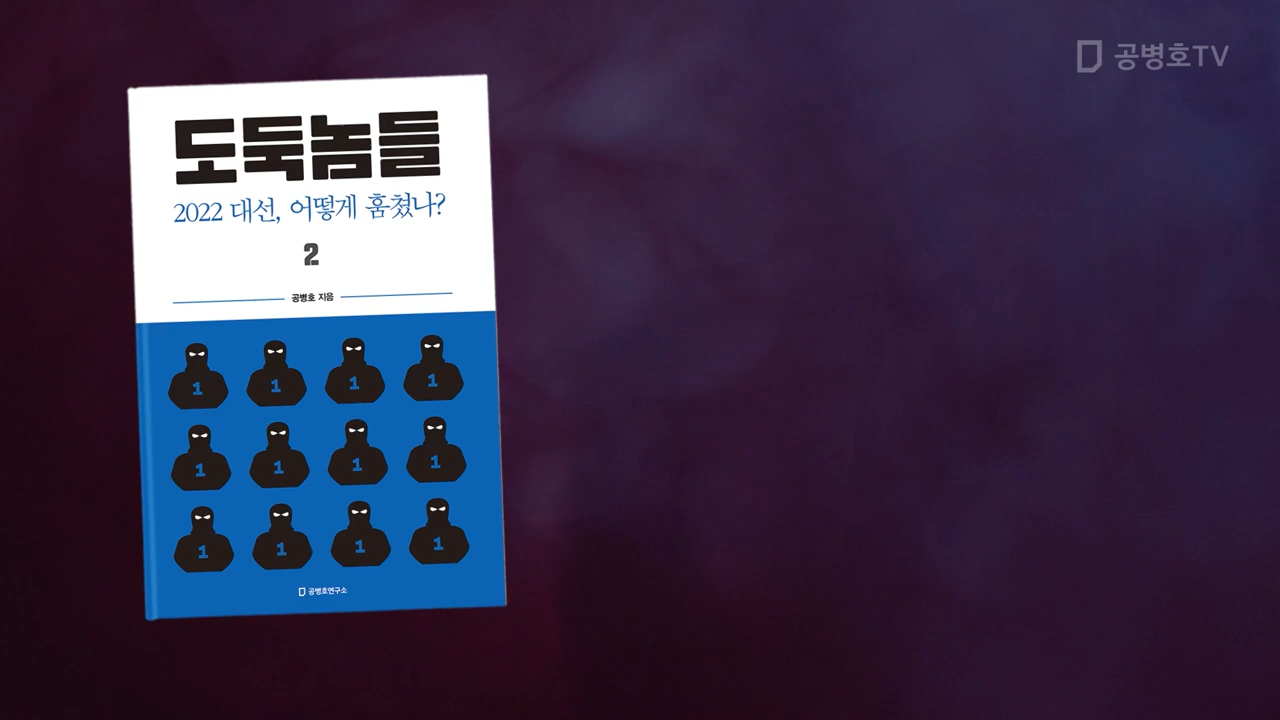 공병호TV
도둑놈들
2022 대선, 어떻게 훔쳤나?
2
공병호 지음
1 1 1 1
1 1 1 1
1 1 1 1
공병호연구소